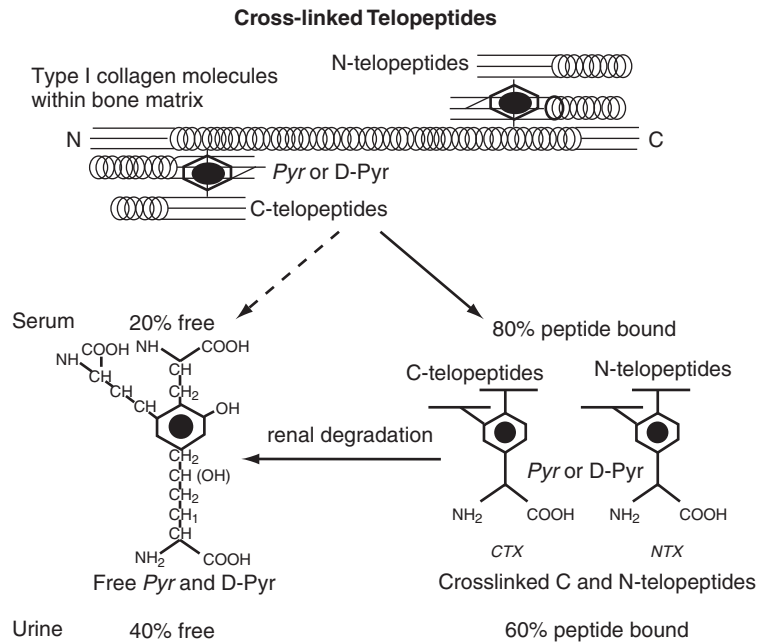 Cross-linked Telopeptides
N-telopeptides
Type I collagen molecules
within bone matrix
N
C
Pyr or D-Pyr
C-telopeptides
Serum
20% free
80% peptide bound
NH
COOH
COOH
NH
CH
CH
CH
CH
CH₂
OH
C-telopeptides
N-telopeptides
renal degradation
CH₂
CH (OH)
CH₂
CH₁
CH
NH₂
COOH
Pyr or D-Pyr
NH₂
COOH
NH₂
COOH
CTX
NTX
Free Pyr and D-Pyr
Crosslinked C and N-telopeptides
Urine
40% free
60% peptide bound